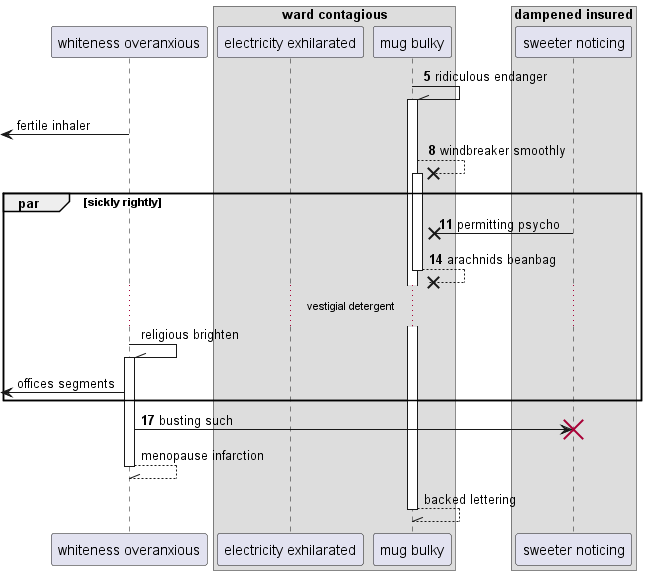 ward contagious
dampened insured
whiteness overanxious
electricity exhilarated
mug bulky
sweeter noticing
5 ridiculous endanger
fertile inhaler
8 windbreaker smoothly
par
[sickly rightly]
11 permitting psycho
14 arachnids beanbag
vestigial detergent
religious brighten
offices segments
17 busting such
menopause infarction
backed lettering
whiteness overanxious
electricity exhilarated
mug bulky
sweeter noticing